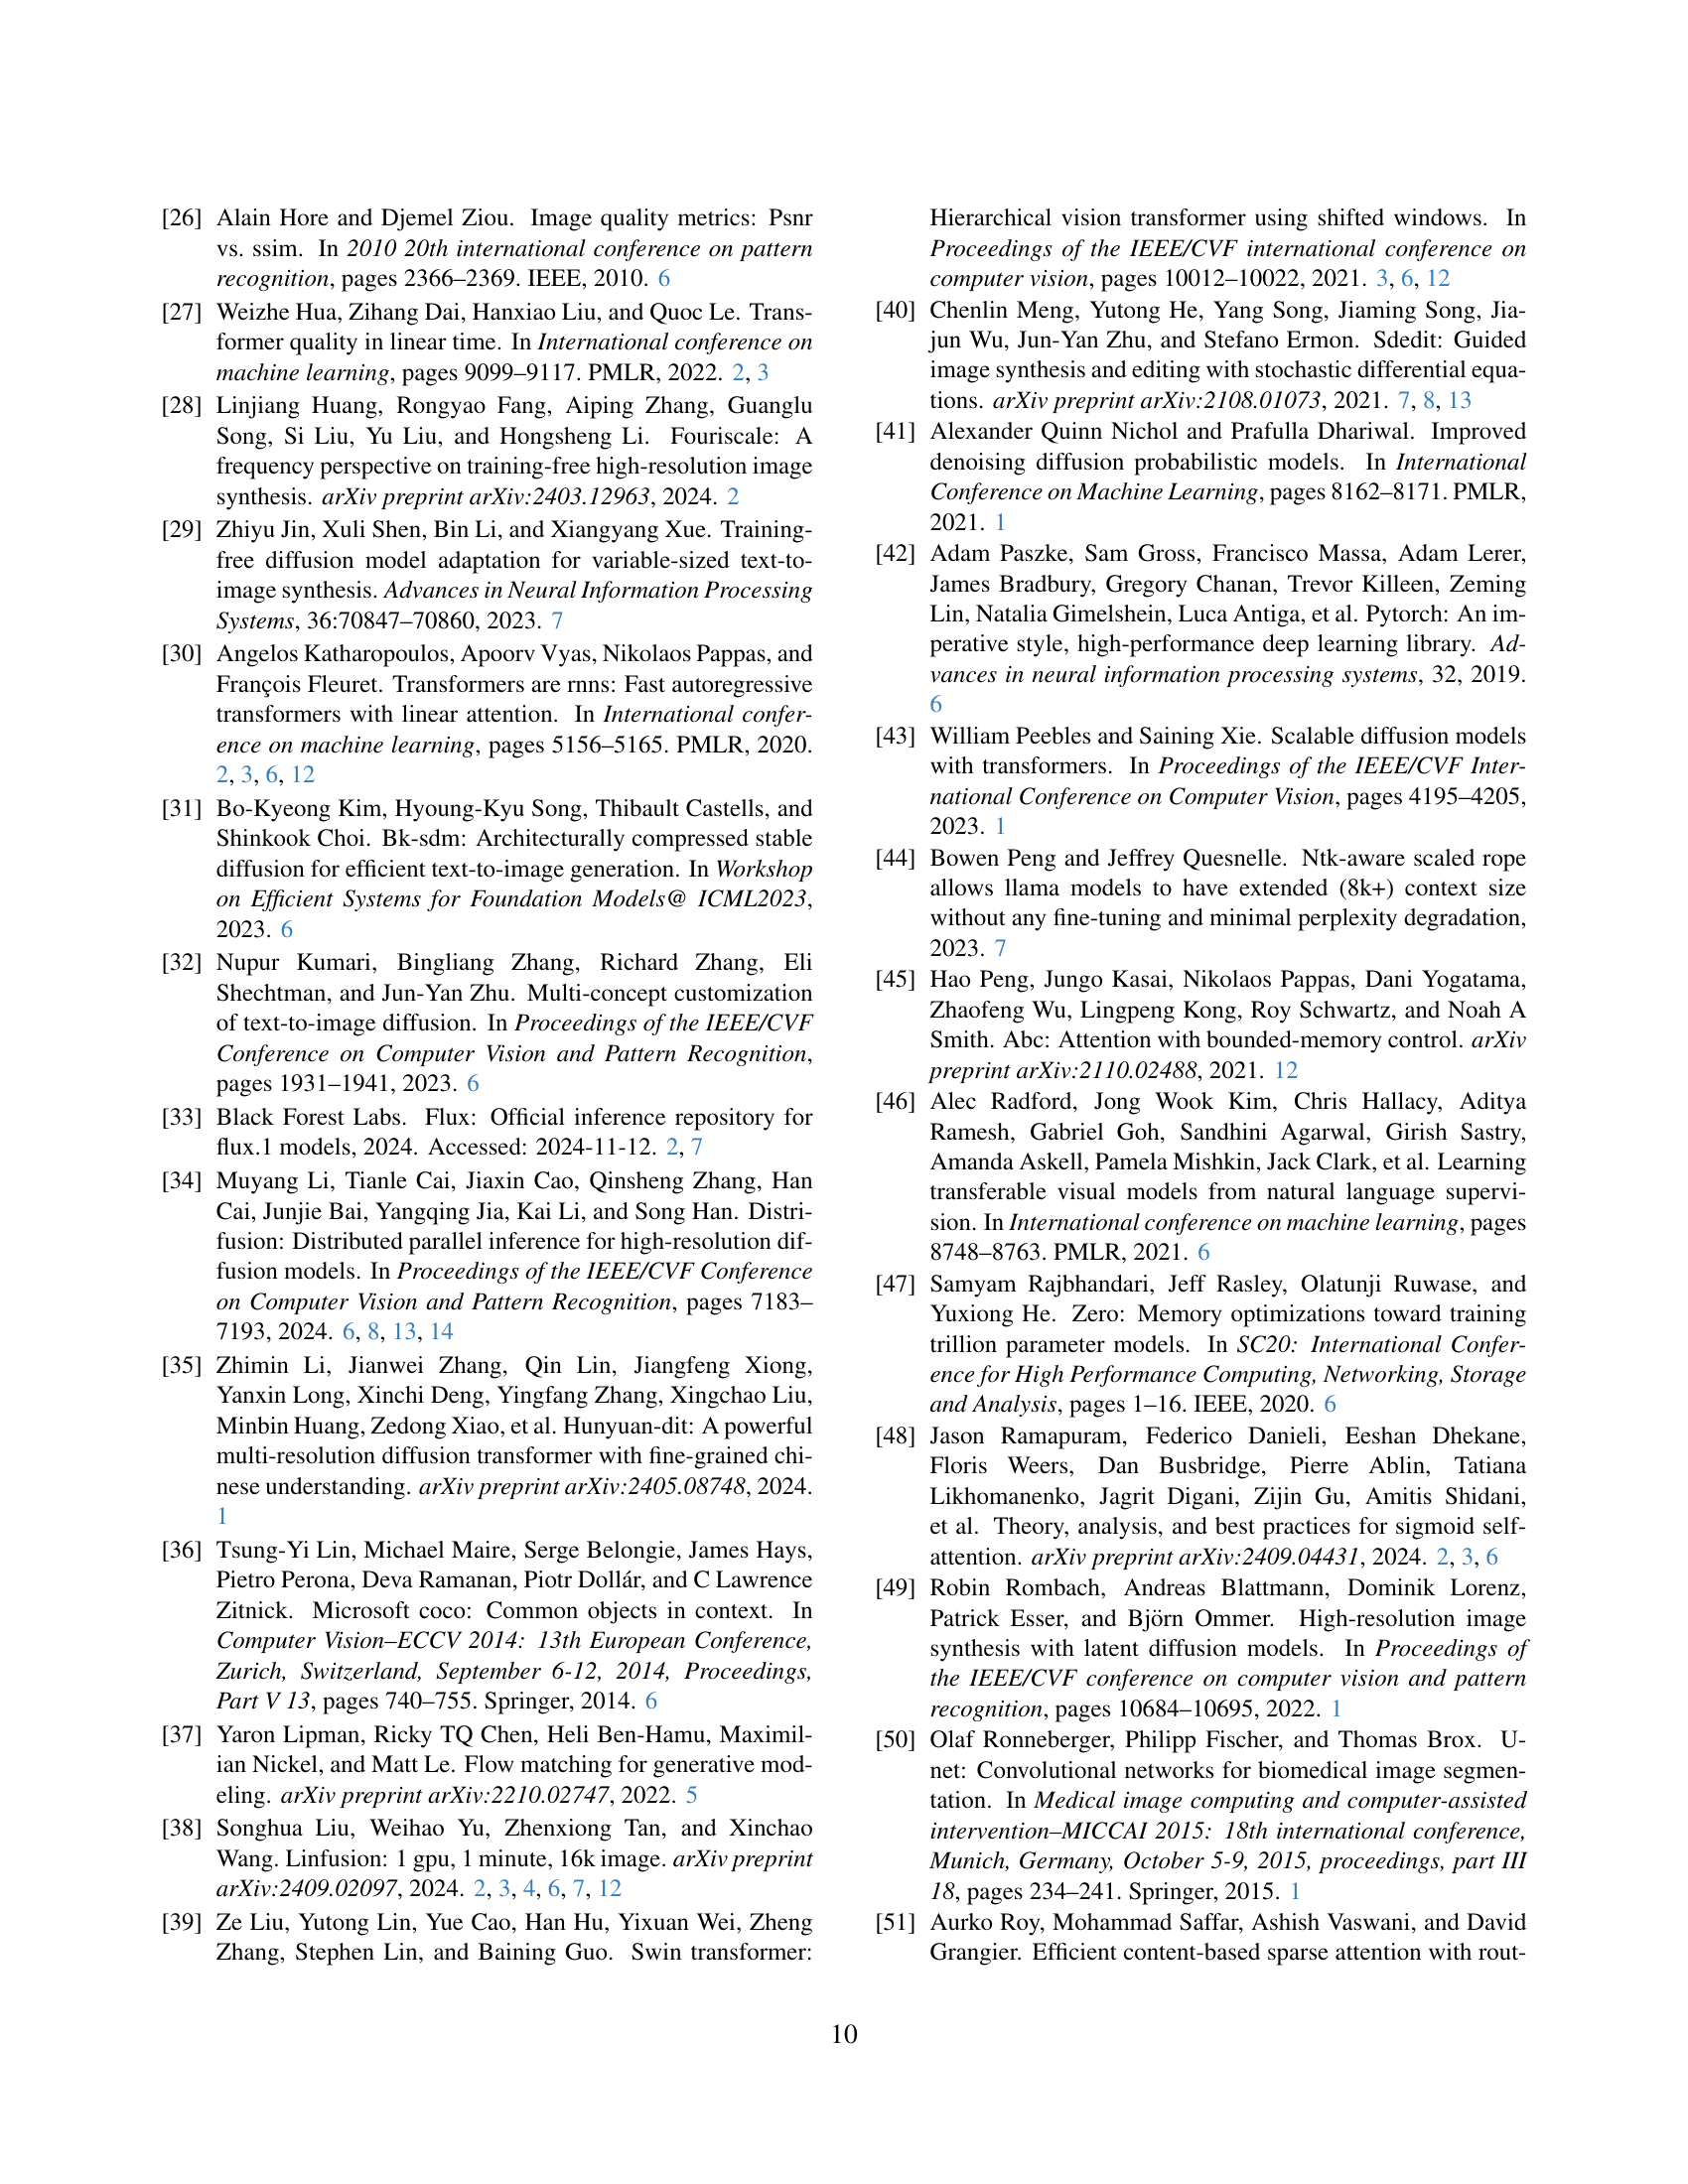 [26] Alain Hore and Djemel Ziou. Image quality metrics: Psnr
vs. ssim. In 2010 20th international conference on pattern
recognition, pages 2366–2369. IEEE, 2010. 6
[27] Weizhe Hua, Zihang Dai, Hanxiao Liu, and Quoc Le. Trans-
former quality in linear time. In International conference on
machine learning, pages 9099–9117. PMLR, 2022. 2, 3
[28] Linjiang Huang, Rongyao Fang, Aiping Zhang, Guanglu
Song, Si Liu, Yu Liu, and Hongsheng Li. Fouriscale: A
frequency perspective on training-free high-resolution image
synthesis. arXiv preprint arXiv:2403.12963, 2024. 2
[29] Zhiyu Jin, Xuli Shen, Bin Li, and Xiangyang Xue. Training-
free diffusion model adaptation for variable-sized text-to-
image synthesis. Advances in Neural Information Processing
Systems, 36:70847–70860, 2023. 7
[30] Angelos Katharopoulos, Apoorv Vyas, Nikolaos Pappas, and
François Fleuret. Transformers are rnns: Fast autoregressive
transformers with linear attention. In International confer-
ence on machine learning, pages 5156–5165. PMLR, 2020.
2, 3, 6, 12
[31] Bo-Kyeong Kim, Hyoung-Kyu Song, Thibault Castells, and
Shinkook Choi. Bk-sdm: Architecturally compressed stable
diffusion for efficient text-to-image generation. In Workshop
on Efficient Systems for Foundation Models@ ICML2023,
2023. 6
[32] Nupur Kumari, Bingliang Zhang, Richard Zhang, Eli
Shechtman, and Jun-Yan Zhu. Multi-concept customization
of text-to-image diffusion. In Proceedings of the IEEE/CVF
Conference on Computer Vision and Pattern Recognition,
pages 1931–1941, 2023. 6
[33] Black Forest Labs. Flux: Official inference repository for
flux.1 models, 2024. Accessed: 2024-11-12. 2, 7
[34] Muyang Li, Tianle Cai, Jiaxin Cao, Qinsheng Zhang, Han
Cai, Junjie Bai, Yangqing Jia, Kai Li, and Song Han. Distri-
fusion: Distributed parallel inference for high-resolution dif-
fusion models. In Proceedings of the IEEE/CVF Conference
on Computer Vision and Pattern Recognition, pages 7183–
7193, 2024. 6, 8, 13, 14
[35] Zhimin Li, Jianwei Zhang, Qin Lin, Jiangfeng Xiong,
Yanxin Long, Xinchi Deng, Yingfang Zhang, Xingchao Liu,
Minbin Huang, Zedong Xiao, et al. Hunyuan-dit: A powerful
multi-resolution diffusion transformer with fine-grained chi-
nese understanding. arXiv preprint arXiv:2405.08748, 2024.
1
[36] Tsung-Yi Lin, Michael Maire, Serge Belongie, James Hays,
Pietro Perona, Deva Ramanan, Piotr Dollár, and C Lawrence
Zitnick. Microsoft coco: Common objects in context. In
Computer Vision–ECCV 2014: 13th European Conference,
Zurich, Switzerland, September 6-12, 2014, Proceedings,
Part V 13, pages 740–755. Springer, 2014. 6
[37] Yaron Lipman, Ricky TQ Chen, Heli Ben-Hamu, Maximil-
ian Nickel, and Matt Le. Flow matching for generative mod-
eling. arXiv preprint arXiv:2210.02747, 2022. 5
[38] Songhua Liu, Weihao Yu, Zhenxiong Tan, and Xinchao
Wang. Linfusion: 1 gpu, 1 minute, 16k image. arXiv preprint
arXiv:2409.02097, 2024. 2, 3, 4, 6, 7, 12
[39] Ze Liu, Yutong Lin, Yue Cao, Han Hu, Yixuan Wei, Zheng
Zhang, Stephen Lin, and Baining Guo. Swin transformer:
Hierarchical vision transformer using shifted windows. In
Proceedings of the IEEE/CVF international conference on
computer vision, pages 10012–10022, 2021. 3, 6, 12
[40] Chenlin Meng, Yutong He, Yang Song, Jiaming Song, Jia-
jun Wu, Jun-Yan Zhu, and Stefano Ermon. Sdedit: Guided
image synthesis and editing with stochastic differential equa-
tions. arXiv preprint arXiv:2108.01073, 2021. 7, 8, 13
[41] Alexander Quinn Nichol and Prafulla Dhariwal. Improved
denoising diffusion probabilistic models. In International
Conference on Machine Learning, pages 8162–8171. PMLR,
2021. 1
[42] Adam Paszke, Sam Gross, Francisco Massa, Adam Lerer,
James Bradbury, Gregory Chanan, Trevor Killeen, Zeming
Lin, Natalia Gimelshein, Luca Antiga, et al. Pytorch: An im-
perative style, high-performance deep learning library. Ad-
vances in neural information processing systems, 32, 2019.
6
[43] William Peebles and Saining Xie. Scalable diffusion models
with transformers. In Proceedings of the IEEE/CVF Inter-
national Conference on Computer Vision, pages 4195–4205,
2023. 1
[44] Bowen Peng and Jeffrey Quesnelle. Ntk-aware scaled rope
allows llama models to have extended (8k+) context size
without any fine-tuning and minimal perplexity degradation,
2023. 7
[45] Hao Peng, Jungo Kasai, Nikolaos Pappas, Dani Yogatama,
Zhaofeng Wu, Lingpeng Kong, Roy Schwartz, and Noah A
Smith. Abc: Attention with bounded-memory control. arXiv
preprint arXiv:2110.02488, 2021. 12
[46] Alec Radford, Jong Wook Kim, Chris Hallacy, Aditya
Ramesh, Gabriel Goh, Sandhini Agarwal, Girish Sastry,
Amanda Askell, Pamela Mishkin, Jack Clark, et al. Learning
transferable visual models from natural language supervi-
sion. In International conference on machine learning, pages
8748–8763. PMLR, 2021. 6
[47] Samyam Rajbhandari, Jeff Rasley, Olatunji Ruwase, and
Yuxiong He. Zero: Memory optimizations toward training
trillion parameter models. In SC20: International Confer-
ence for High Performance Computing, Networking, Storage
and Analysis, pages 1–16. IEEE, 2020. 6
[48] Jason Ramapuram, Federico Danieli, Eeshan Dhekane,
Floris Weers, Dan Busbridge, Pierre Ablin, Tatiana
Likhomanenko, Jagrit Digani, Zijin Gu, Amitis Shidani,
et al. Theory, analysis, and best practices for sigmoid self-
attention. arXiv preprint arXiv:2409.04431, 2024. 2, 3, 6
[49] Robin Rombach, Andreas Blattmann, Dominik Lorenz,
Patrick Esser, and Björn Ommer. High-resolution image
synthesis with latent diffusion models. In Proceedings of
the IEEE/CVF conference on computer vision and pattern
recognition, pages 10684–10695, 2022. 1
[50] Olaf Ronneberger, Philipp Fischer, and Thomas Brox. U-
net: Convolutional networks for biomedical image segmen-
tation. In Medical image computing and computer-assisted
intervention–MICCAI 2015: 18th international conference,
Munich, Germany, October 5-9, 2015, proceedings, part III
18, pages 234–241. Springer, 2015. 1
[51] Aurko Roy, Mohammad Saffar, Ashish Vaswani, and David
Grangier. Efficient content-based sparse attention with rout-
10